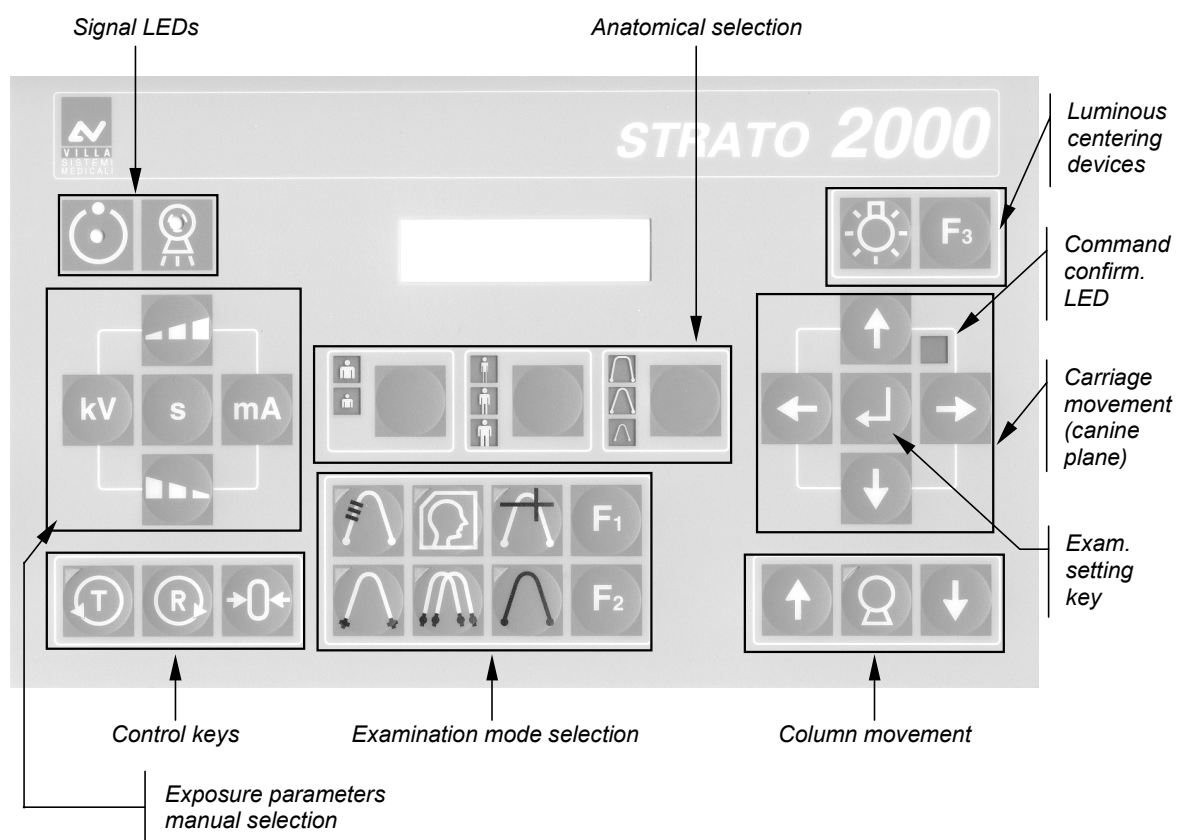 Signal LEDs
Anatomical selection
VILLA
SISTEMI
MEDICALI
STRATO 2000
Luminous
centering
devices
F3
Command
confirm.
LED
kV
s
mA
Carriage
movement
(canine
plane)
F1
Exam.
setting
key
T
R
0
F2
Control keys
Examination mode selection
Column movement
Exposure parameters
manual selection